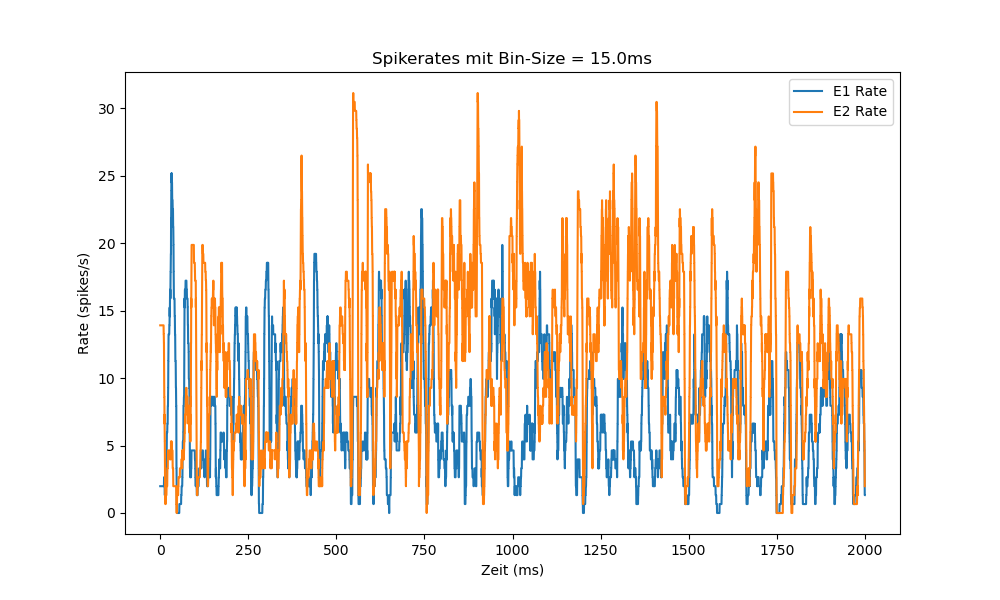 Spikerates mit Bin-Size = 15.0ms
E1 Rate
E2 Rate
Rate (spikes/s)
30
25
20
15
10
5
0
0 250 500 750 1000 1250 1500 1750 2000
Zeit (ms)